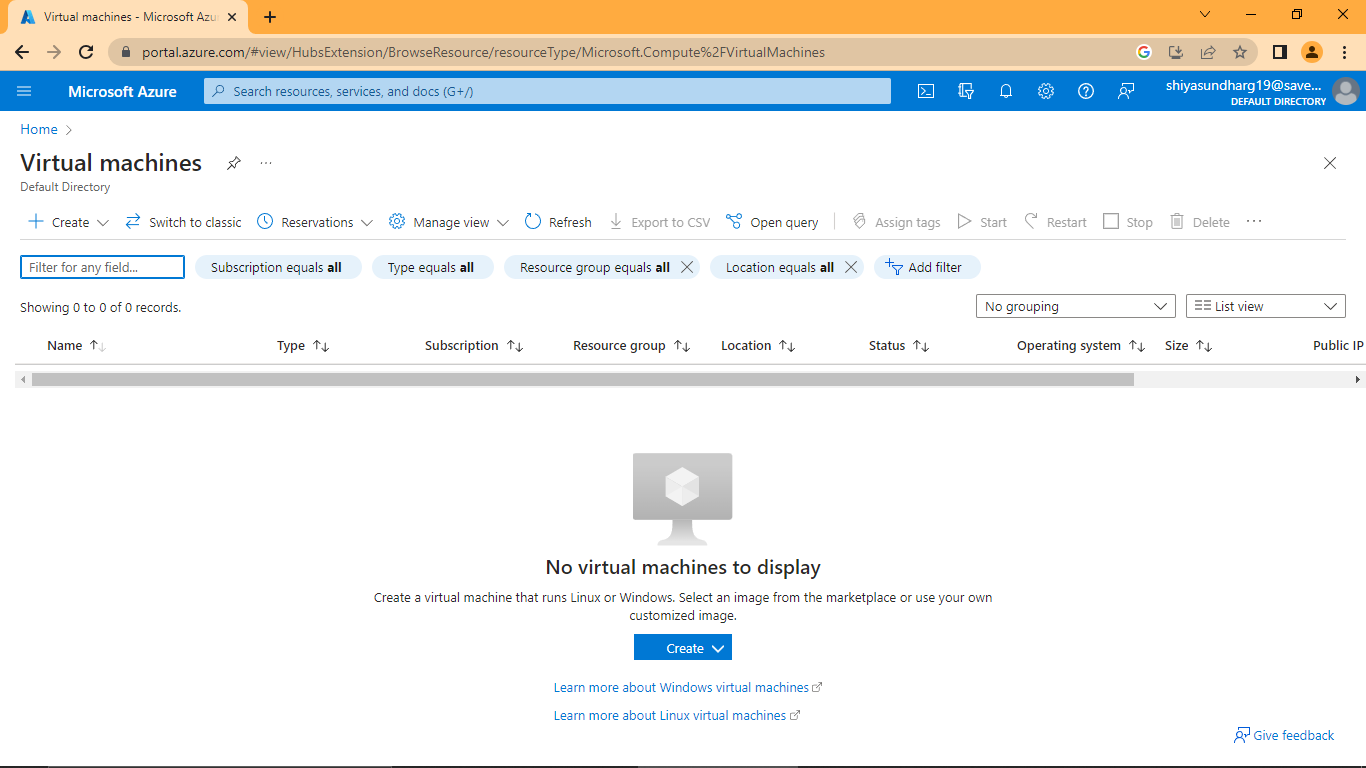 Virtual machines - Microsoft Azu
portal.azure.com/#view/HubsExtension/BrowseResource/resourceType/Microsoft.Compute%2FVirtualMachines
Microsoft Azure
Search resources, services, and docs (G+/)
shiyasundharg19@save...
DEFAULT DIRECTORY
Home
Virtual machines
Default Directory
Create Switch to classic Reservations Manage view Refresh Export to CSV Open query Assign tags Start Restart Stop Delete
Filter for any field... Subscription equals all Type equals all Resource group equals all Location equals all Add filter
Showing 0 to 0 of 0 records. No grouping List view
Name Type Subscription Resource group Location Status Operating system Size Public IP
No virtual machines to display
Create a virtual machine that runs Linux or Windows. Select an image from the marketplace or use your own
customized image.
Create
Learn more about Windows virtual machines
Learn more about Linux virtual machines
Give feedback